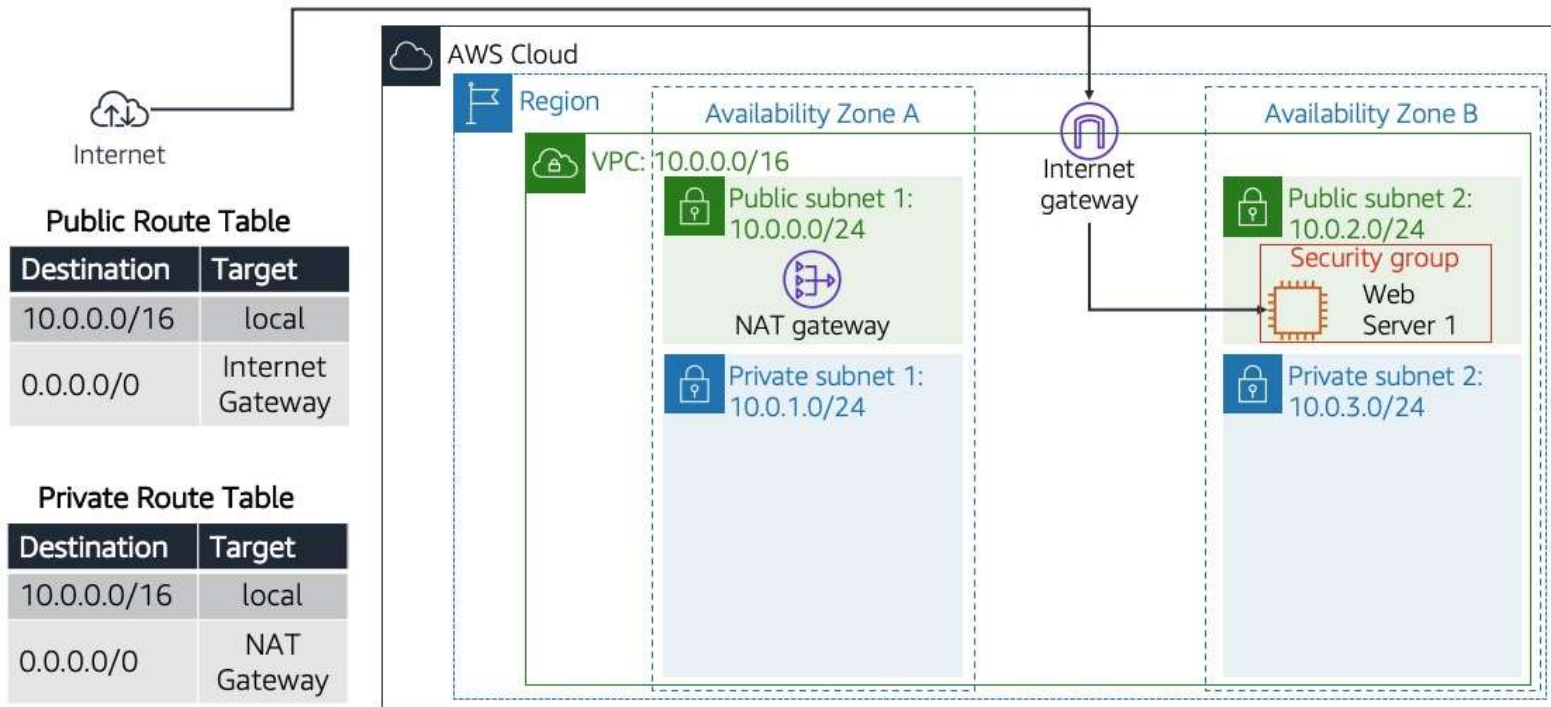 AWS Cloud
Region
Availability Zone A
Availability Zone B
Internet
VPC: 10.0.0.0/16
Internet
gateway
Public subnet 1:
10.0.0.0/24
NAT gateway
Public subnet 2:
10.0.2.0/24
Security group
Web
Server 1
Private subnet 1:
10.0.1.0/24
Private subnet 2:
10.0.3.0/24
Public Route Table
Destination Target
10.0.0.0/16 local
0.0.0.0/0 Internet
Gateway
Private Route Table
Destination Target
10.0.0.0/16 local
0.0.0.0/0 NAT
Gateway